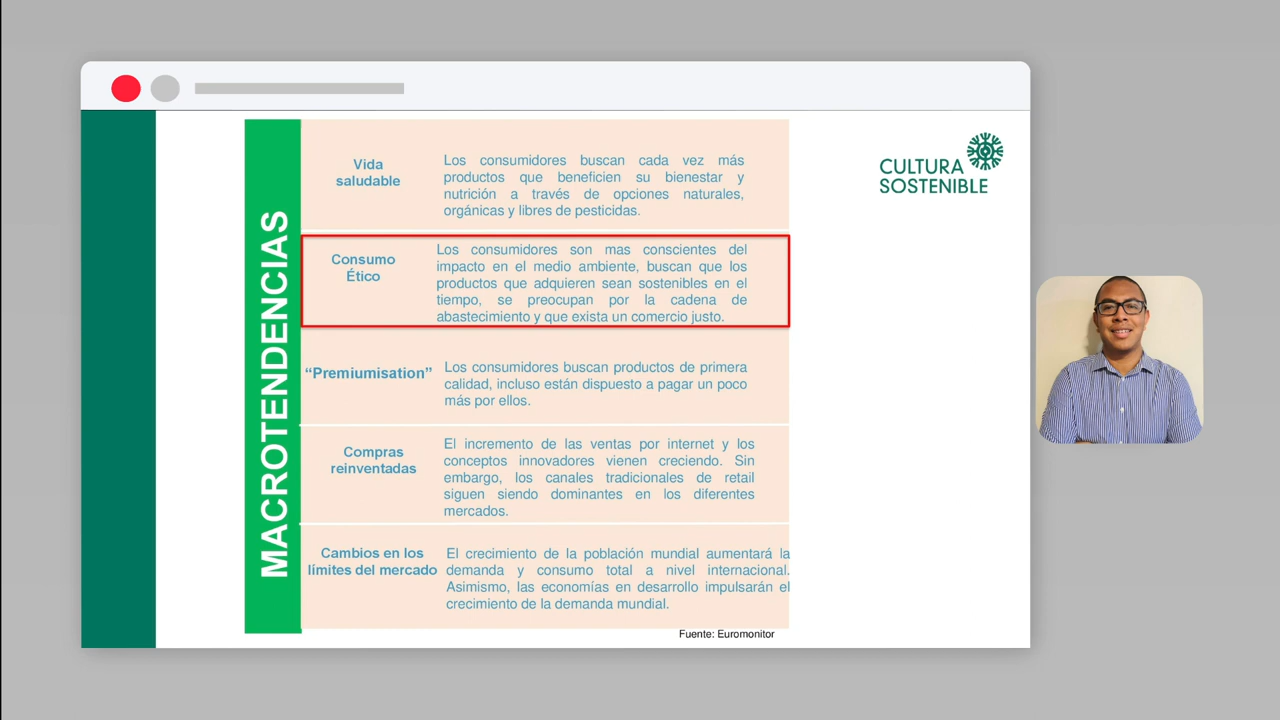 CULTURA
SOSTENIBLE
MACROTENDENCIAS
Vida
saludable
Los consumidores buscan cada vez más
productos que beneficien su bienestar y
nutrición a través de opciones naturales,
orgánicas y libres de pesticidas.
Consumo
Ético
Los consumidores son mas conscientes del
impacto en el medio ambiente, buscan que los
productos que adquieren sean sostenibles en el
tiempo, se preocupan por la cadena de
abastecimiento y que exista un comercio justo.
“Premiumisation”
Los consumidores buscan productos de primera
calidad, incluso están dispuesto a pagar un poco
más por ellos.
Compras
reinventadas
El incremento de las ventas por internet y los
conceptos innovadores vienen creciendo. Sin
embargo, los canales tradicionales de retail
siguen siendo dominantes en los diferentes
mercados.
Cambios en los
límites del mercado
El crecimiento de la población mundial aumentará la
demanda y consumo total a nivel internacional.
Asimismo, las economías en desarrollo impulsarán el
crecimiento de la demanda mundial.
Fuente: Euromonitor